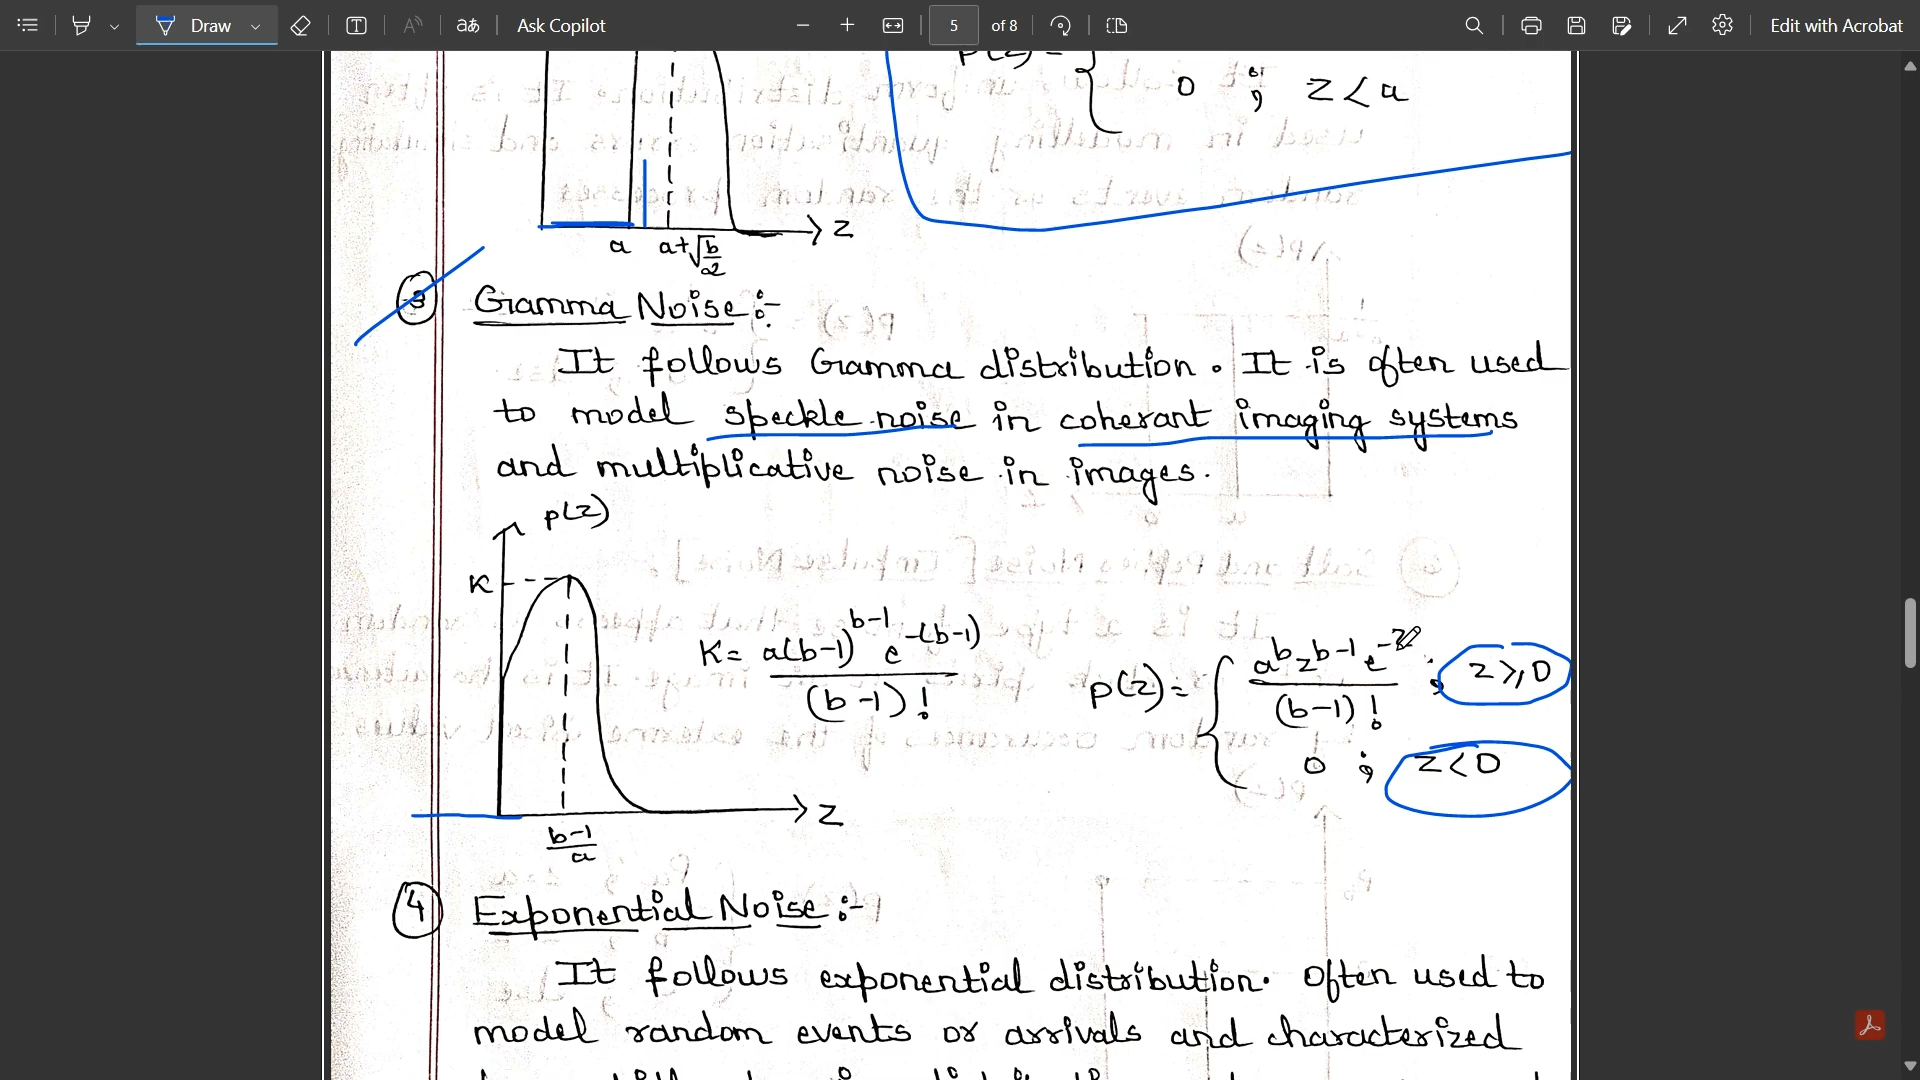 Draw
Ask Copilot
5 of 8
Edit with Acrobat
0 ; z < a
a a+√b/2
z
③ Gamma Noise :-
It follows Gamma distribution. It is often used
to model speckle noise in coherant imaging systems
and multiplicative noise in images.
p(z)
K
K = a(b-1)^b-1 e^-(b-1) / (b-1)!
p(z) = { a^b z^b-1 e^- / (b-1)! ; z ≥ 0
0 ; z < 0
z
b-1/a
④ Exponential Noise :-
It follows exponential distribution. Often used to
model random events or arrivals and characterized